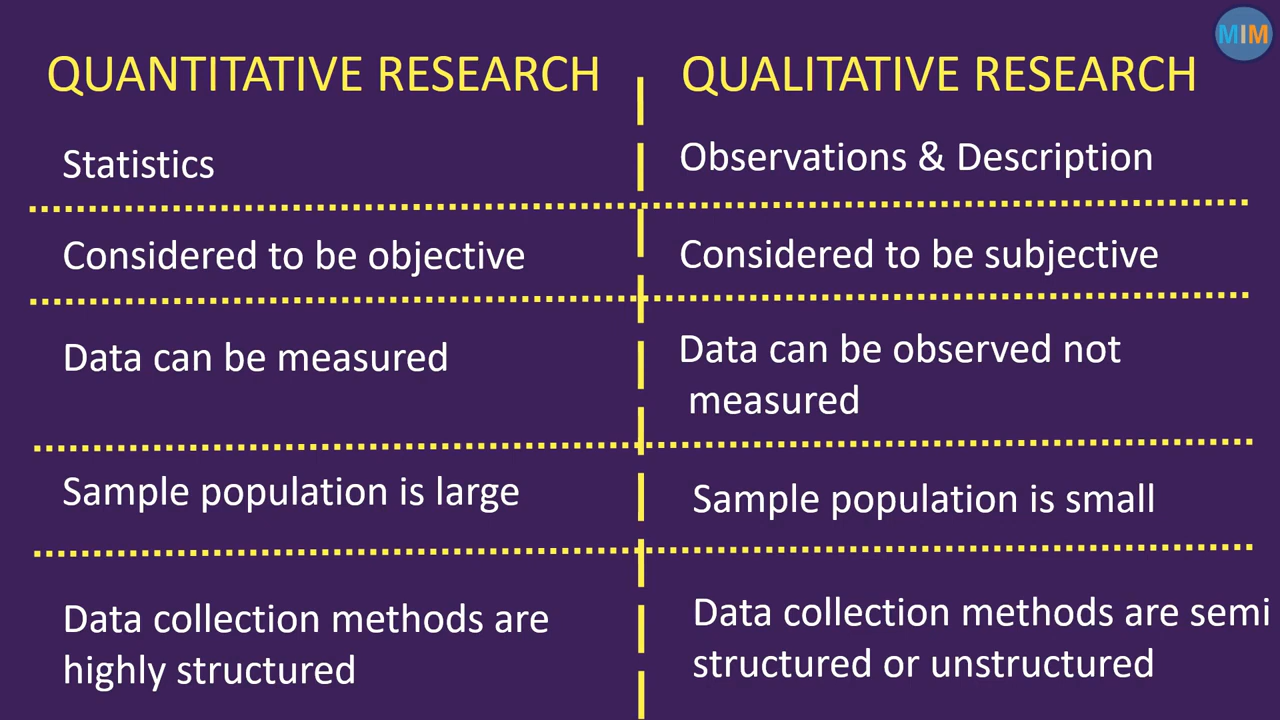 MIM
QUANTITATIVE RESEARCH
QUALITATIVE RESEARCH
Statistics
Observations & Description
Considered to be objective
Considered to be subjective
Data can be measured
Data can be observed not
measured
Sample population is large
Sample population is small
Data collection methods are
highly structured
Data collection methods are semi
structured or unstructured